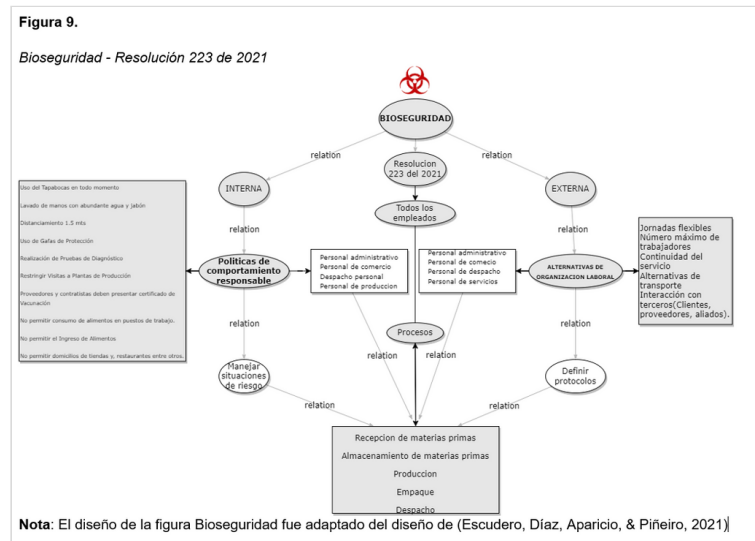 Figura 9.
Bioseguridad - Resolución 223 de 2021
BIOSEGURIDAD
relation
relation
Resolucion
223 del 2021
INTERNA
EXTERNA
Todos los
empleados
relation
relation
Uso del Tapabocas en todo momento
Lavado de manos con abundante agua y jabón
Distanciamiento 1.5 mts
Uso de Gafas de Protección
Realización de Pruebas de Diagnóstico
Restringir Visitas a Plantas de Producción
Proveedores y contratistas deben presentar certificado de
Vacunación
No permitir consumo de alimentos en puestos de trabajo.
No permitir el Ingreso de Alimentos
No permitir domicilios de tiendas y, restaurantes entre otros.
Politicas de
comportamiento
responsable
Personal administrativo
Personal de comercio
Despacho personal
Personal de produccion
Personal administrativo
Personal de comecio
Personal de despacho
Personal de servicios
ALTERNATIVAS DE
ORGANIZACION LABORAL
Jornadas flexibles
Número máximo de
trabajadores
Continuidad del
servicio
Alternativas de
transporte
Interacción con
terceros(Clientes,
proveedores, aliados).
relation
Procesos
relation
relation
relation
Manejar
situaciones
de riesgo
Definir
protocolos
relation
relation
Recepcion de materias primas
Almacenamiento de materias primas
Produccion
Empaque
Despacho
Nota: El diseño de la figura Bioseguridad fue adaptado del diseño de (Escudero, Díaz, Aparicio, & Piñeiro, 2021)